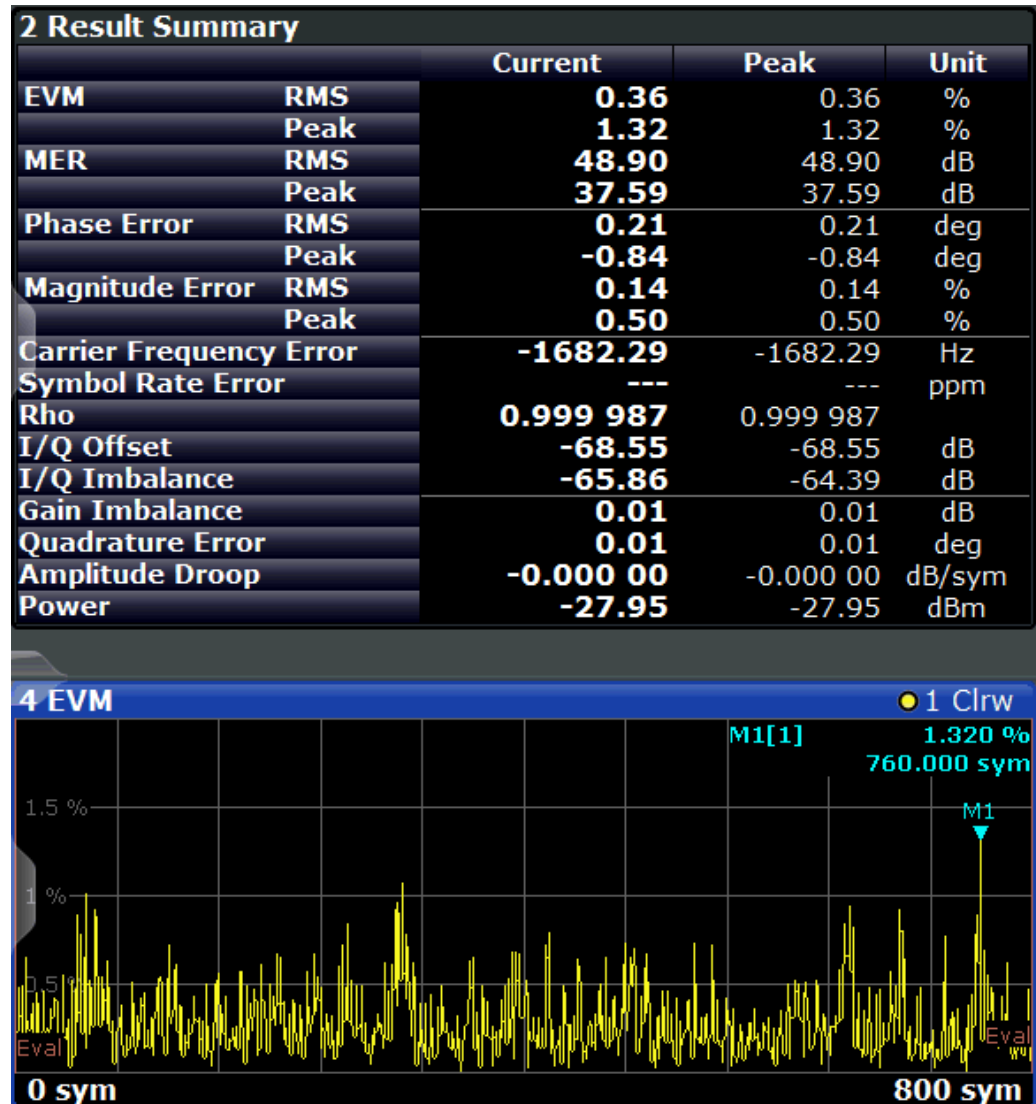 2 Result Summary
Current Peak Unit
EVM RMS 0.36 0.36 %
Peak 1.32 1.32 %
MER RMS 48.90 48.90 dB
Peak 37.59 37.59 dB
Phase Error RMS 0.21 0.21 deg
Peak -0.84 -0.84 deg
Magnitude Error RMS 0.14 0.14 %
Peak 0.50 0.50 %
Carrier Frequency Error -1682.29 -1682.29 Hz
Symbol Rate Error --- --- ppm
Rho 0.999 987 0.999 987
I/Q Offset -68.55 -68.55 dB
I/Q Imbalance -65.86 -64.39 dB
Gain Imbalance 0.01 0.01 dB
Quadrature Error 0.01 0.01 deg
Amplitude Droop -0.000 00 -0.000 00 dB/sym
Power -27.95 -27.95 dBm
4 EVM 1 Clrw
M1[1] 1.320 %
760.000 sym
1.5 %
M1
1 %
0.5 %
Eval Eval
0 sym 800 sym